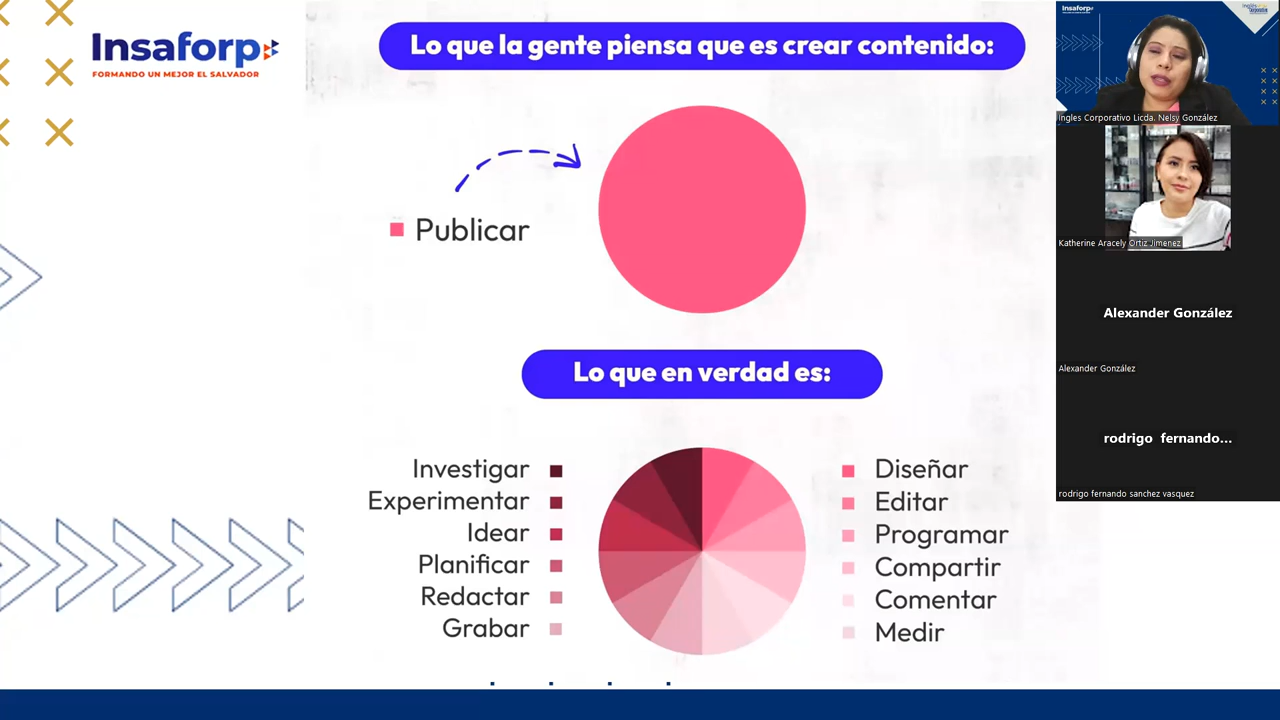 Insaforp
FORMANDO UN MEJOR EL SALVADOR
Lo que la gente piensa que es crear contenido:
Publicar
Lo que en verdad es:
Investigar
Experimentar
Idear
Planificar
Redactar
Grabar
Diseñar
Editar
Programar
Compartir
Comentar
Medir
Insaforp
Inglés
Ingles Corporativo Licda. Nelsy González
Katherine Aracely Ortiz Jimenez
Alexander González
Alexander González
rodrigo fernando...
rodrigo fernando sanchez vasquez